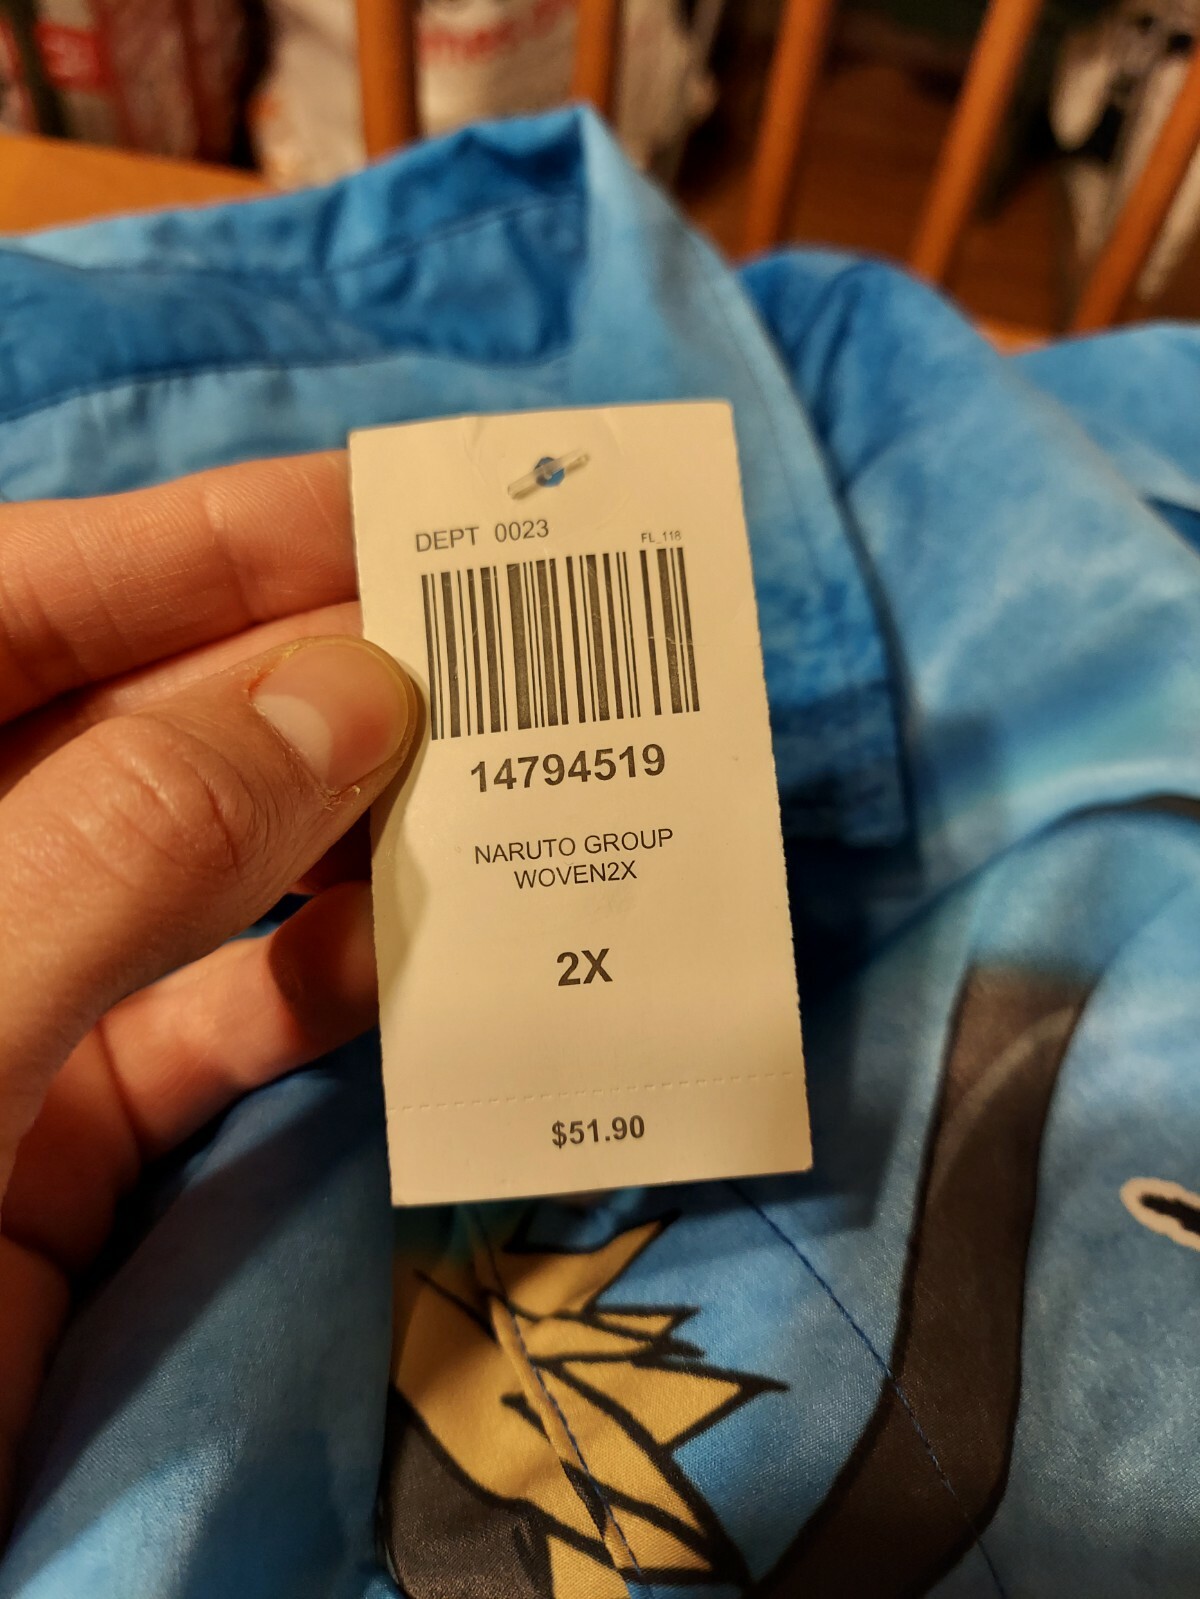 DEPT 0023
FL_118
14794519
NARUTO GROUP
WOVEN2X
2X
$51.90